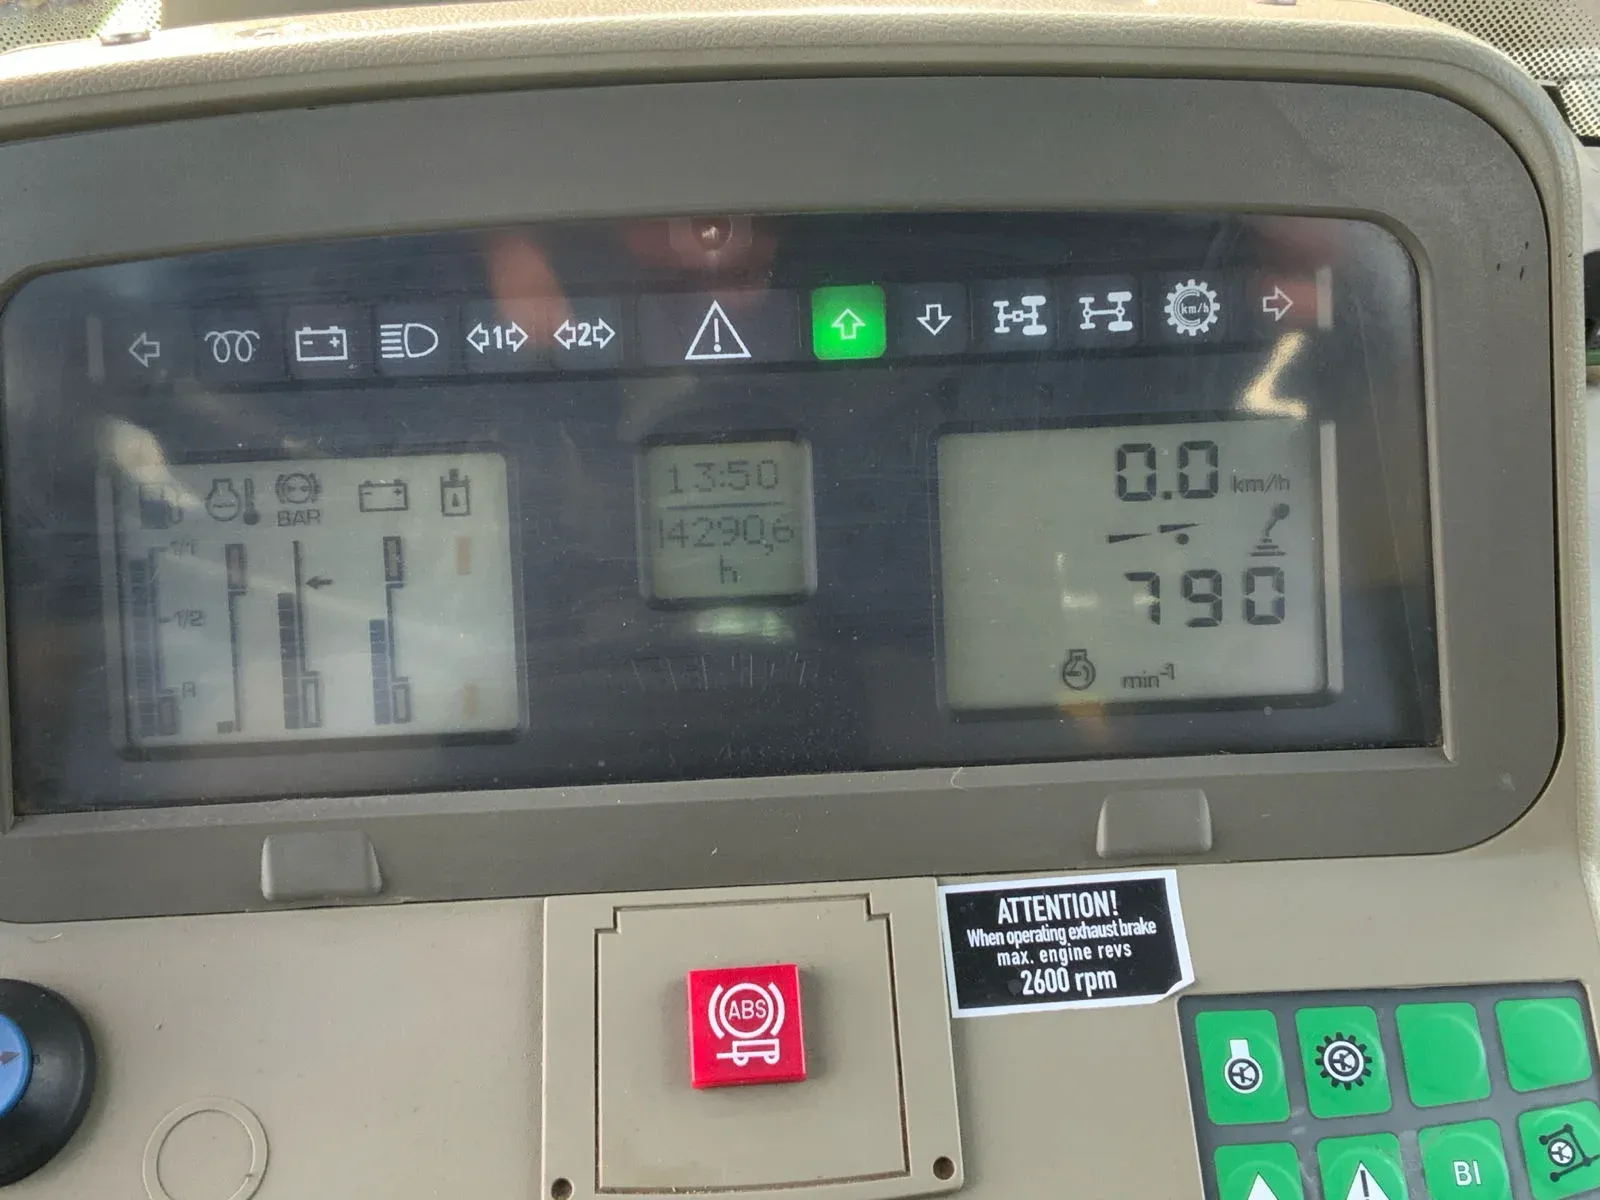 1
2
km/h
BAR
1/1
1/2
R
13:50
14290,6
h
0.0 km/h
790
min-1
ATTENTION!
When operating exhaust brake
max. engine revs
2600 rpm
ABS
BI